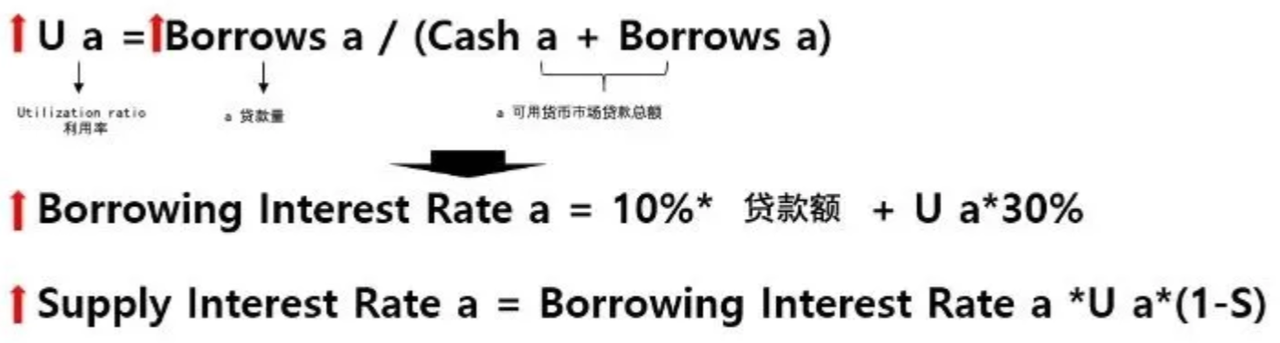 U a = Borrows a / (Cash a + Borrows a)
Utilization ratio
利用率
a 贷款量
a 可用货币市场贷款总额
Borrowing Interest Rate a = 10%* 贷款额 + U a*30%
Supply Interest Rate a = Borrowing Interest Rate a *U a*(1-S)